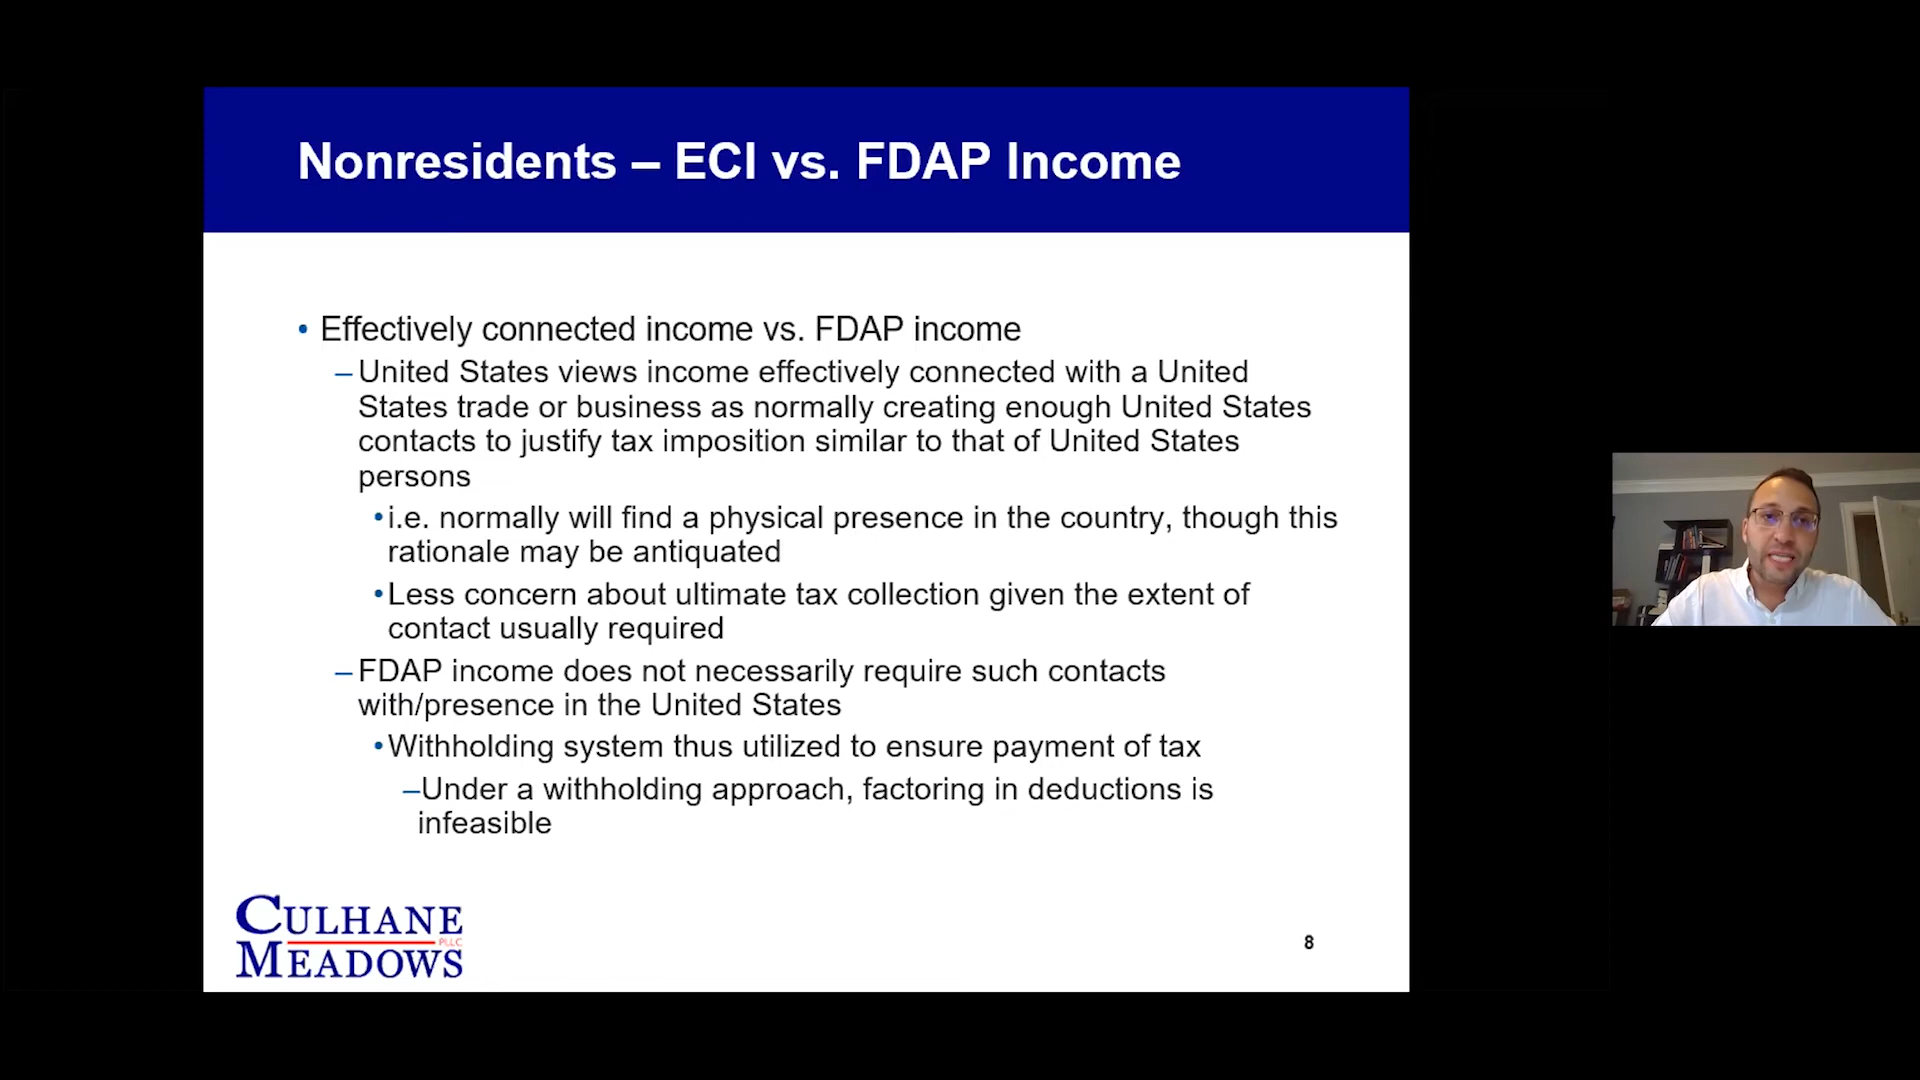 Nonresidents – ECI vs. FDAP Income
• Effectively connected income vs. FDAP income
– United States views income effectively connected with a United
States trade or business as normally creating enough United States
contacts to justify tax imposition similar to that of United States
persons
• i.e. normally will find a physical presence in the country, though this
rationale may be antiquated
• Less concern about ultimate tax collection given the extent of
contact usually required
– FDAP income does not necessarily require such contacts
with/presence in the United States
• Withholding system thus utilized to ensure payment of tax
– Under a withholding approach, factoring in deductions is
infeasible
CULHANE
PLLC
MEADOWS
8